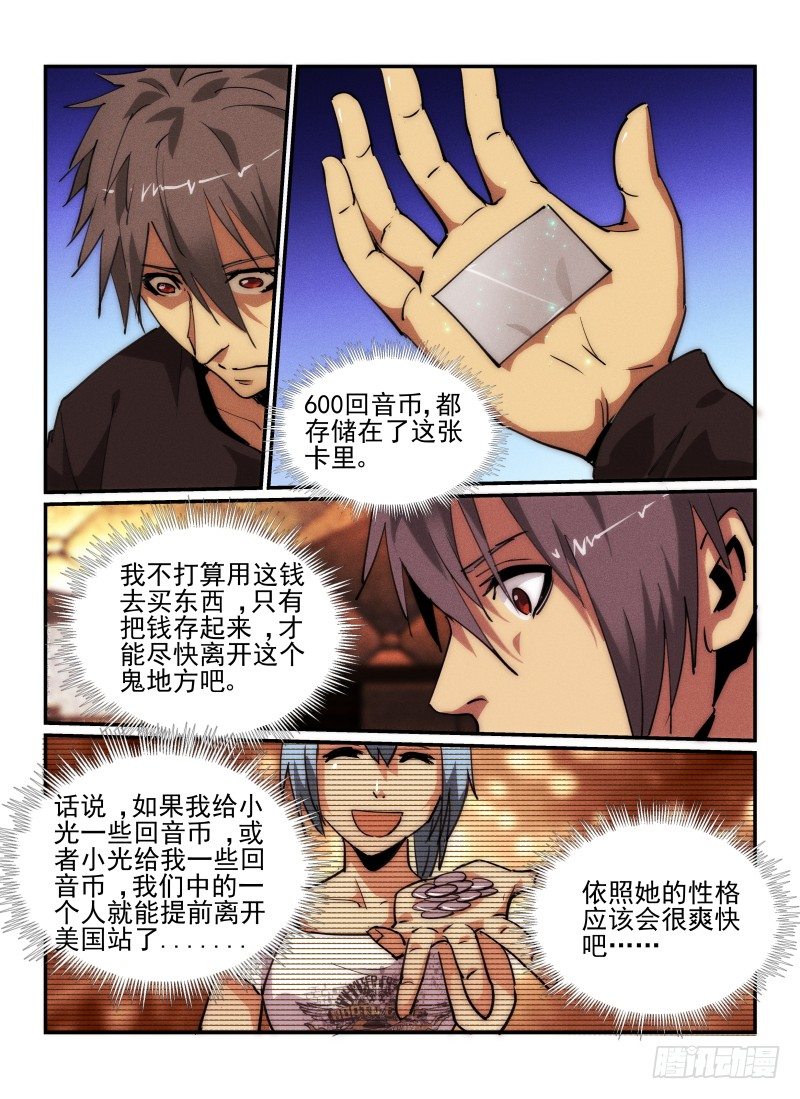 600回音币,都
存储在了这张
卡里。
我不打算用这钱
去买东西,只有
把钱存起来,才
能尽快离开这个
鬼地方吧。
话说,如果我给小
光一些回音币,或
者小光给我一些回
音币,我们中的一
个人就能提前离开
美国站了.......
依照她的性格
应该会很爽快
吧……
腾讯动漫